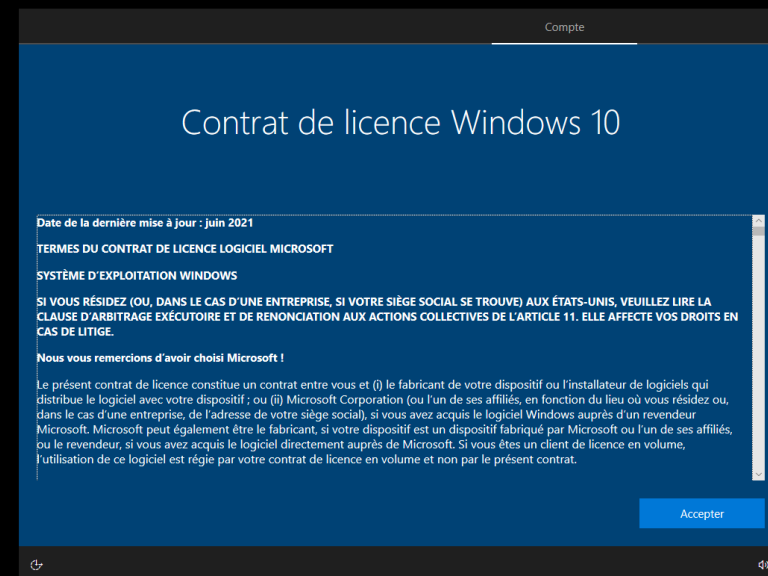 Compte
Contrat de licence Windows 10
Date de la dernière mise à jour : juin 2021
TERMES DU CONTRAT DE LICENCE LOGICIEL MICROSOFT
SYSTÈME D’EXPLOITATION WINDOWS
SI VOUS RÉSIDEZ (OU, DANS LE CAS D’UNE ENTREPRISE, SI VOTRE SIÈGE SOCIAL SE TROUVE) AUX ÉTATS-UNIS, VEUILLEZ LIRE LA
CLAUSE D’ARBITRAGE EXÉCUTOIRE ET DE RENONCIATION AUX ACTIONS COLLECTIVES DE L’ARTICLE 11. ELLE AFFECTE VOS DROITS EN
CAS DE LITIGE.
Nous vous remercions d’avoir choisi Microsoft !
Le présent contrat de licence constitue un contrat entre vous et (i) le fabricant de votre dispositif ou l’installateur de logiciels qui
distribue le logiciel avec votre dispositif ; ou (ii) Microsoft Corporation (ou l’un de ses affiliés, en fonction du lieu où vous résidez ou,
dans le cas d’une entreprise, de l’adresse de votre siège social), si vous avez acquis le logiciel Windows auprès d’un revendeur
Microsoft. Microsoft peut également être le fabricant, si votre dispositif est un dispositif fabriqué par Microsoft ou l’un de ses affiliés,
ou le revendeur, si vous avez acquis le logiciel directement auprès de Microsoft. Si vous êtes un client de licence en volume,
l’utilisation de ce logiciel est régie par votre contrat de licence en volume et non par le présent contrat.
Accepter